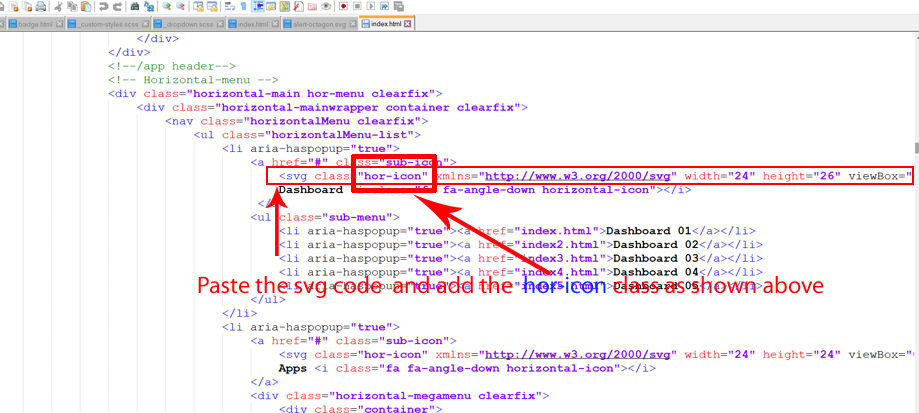 badge.html _custom-styles.scss _dropdown.scss index.html alert-octagon.svg index.html
</div>
</div>
<!--/app header-->
<!-- Horizontal-menu -->
<div class="horizontal-main hor-menu clearfix">
<div class="horizontal-mainwrapper container clearfix">
<nav class="horizontalMenu clearfix">
<ul class="horizontalMenu-list">
<li aria-haspopup="true">
<a href="#" class="sub-icon">
<svg class="hor-icon" xmlns="http://www.w3.org/2000/svg" width="24" height="26" viewBox="
Dashboard fa-angle-down horizontal-icon"></i>
<ul class="sub-menu">
<li aria-haspopup="true"><a href="index.html">Dashboard 01</a></li>
<li aria-haspopup="true"><a href="index2.html">Dashboard 02</a></li>
<li aria-haspopup="true"><a href="index3.html">Dashboard 03</a></li>
<li aria-haspopup="true"><a href="index4.html">Dashboard 04</a></li>
<li aria-haspopup="true"><a href="index5.html">Dashboard 05</a></li>
Paste the svg code and add the hor-icon class as shown above
</ul>
</li>
<li aria-haspopup="true">
<a href="#" class="sub-icon">
<svg class="hor-icon" xmlns="http://www.w3.org/2000/svg" width="24" height="24" viewBox="
Apps <i class="fa fa-angle-down horizontal-icon"></i>
</a>
<div class="horizontal-megamenu clearfix">
<div class="container">